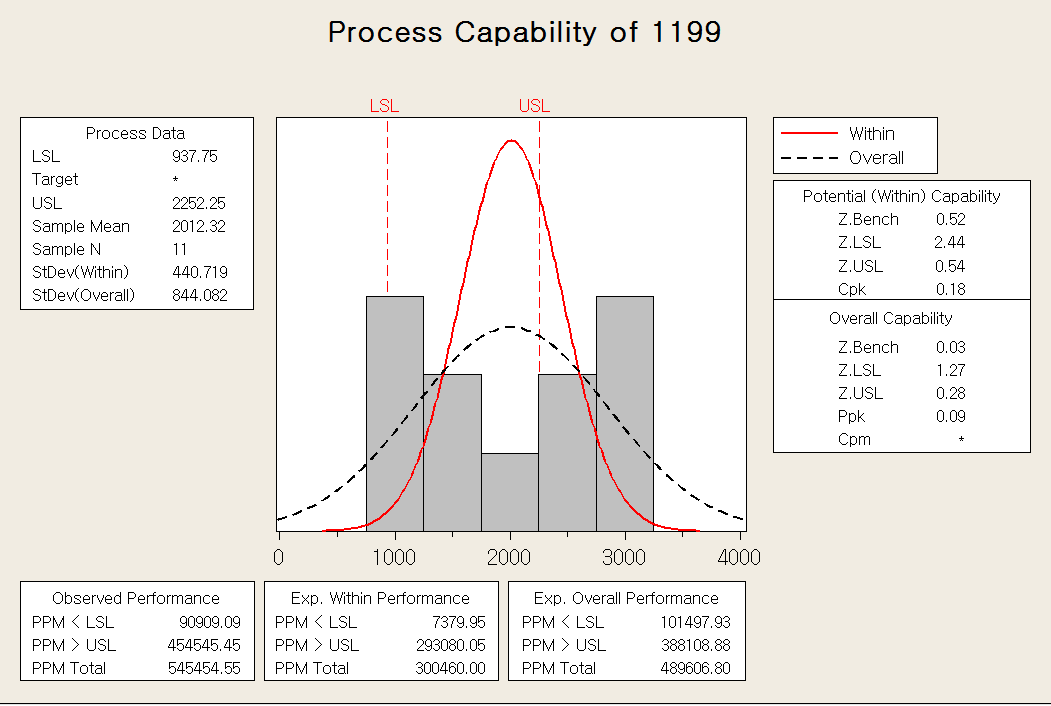 Process Capability of 1199
LSL USL
Process Data
LSL 937.75
Target *
USL 2252.25
Sample Mean 2012.32
Sample N 11
StDev(Within) 440.719
StDev(Overall) 844.082
Within
Overall
Potential (Within) Capability
Z.Bench 0.52
Z.LSL 2.44
Z.USL 0.54
Cpk 0.18
Overall Capability
Z.Bench 0.03
Z.LSL 1.27
Z.USL 0.28
Ppk 0.09
Cpm *
0 1000 2000 3000 4000
Observed Performance
PPM < LSL 90909.09
PPM > USL 454545.45
PPM Total 545454.55
Exp. Within Performance
PPM < LSL 7379.95
PPM > USL 293080.05
PPM Total 300460.00
Exp. Overall Performance
PPM < LSL 101497.93
PPM > USL 388108.88
PPM Total 489606.80